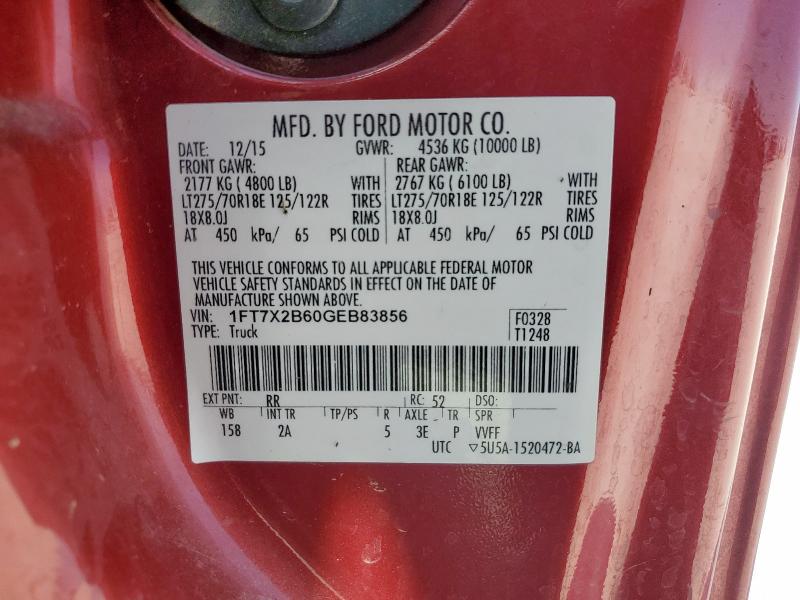 MFD. BY FORD MOTOR CO.
DATE: 12/15 GVWR: 4536 KG (10000 LB)
FRONT GAWR: REAR GAWR:
2177 KG ( 4800 LB) WITH 2767 KG ( 6100 LB) WITH
LT275/70R18E 125/122R TIRES LT275/70R18E 125/122R TIRES
18X8.0J RIMS 18X8.0J RIMS
AT 450 kPa/ 65 PSI COLD AT 450 kPa/ 65 PSI COLD
THIS VEHICLE CONFORMS TO ALL APPLICABLE FEDERAL MOTOR
VEHICLE SAFETY STANDARDS IN EFFECT ON THE DATE OF
MANUFACTURE SHOWN ABOVE.
VIN: 1FT7X2B60GEB83856 F0328
TYPE: Truck T1248
EXT PNT: RR RC: 52 DSO:
WB INT TR TP/PS R AXLE TR SPR
158 2A 5 3E P VVFF
UTC ▽5U5A-1520472-BA